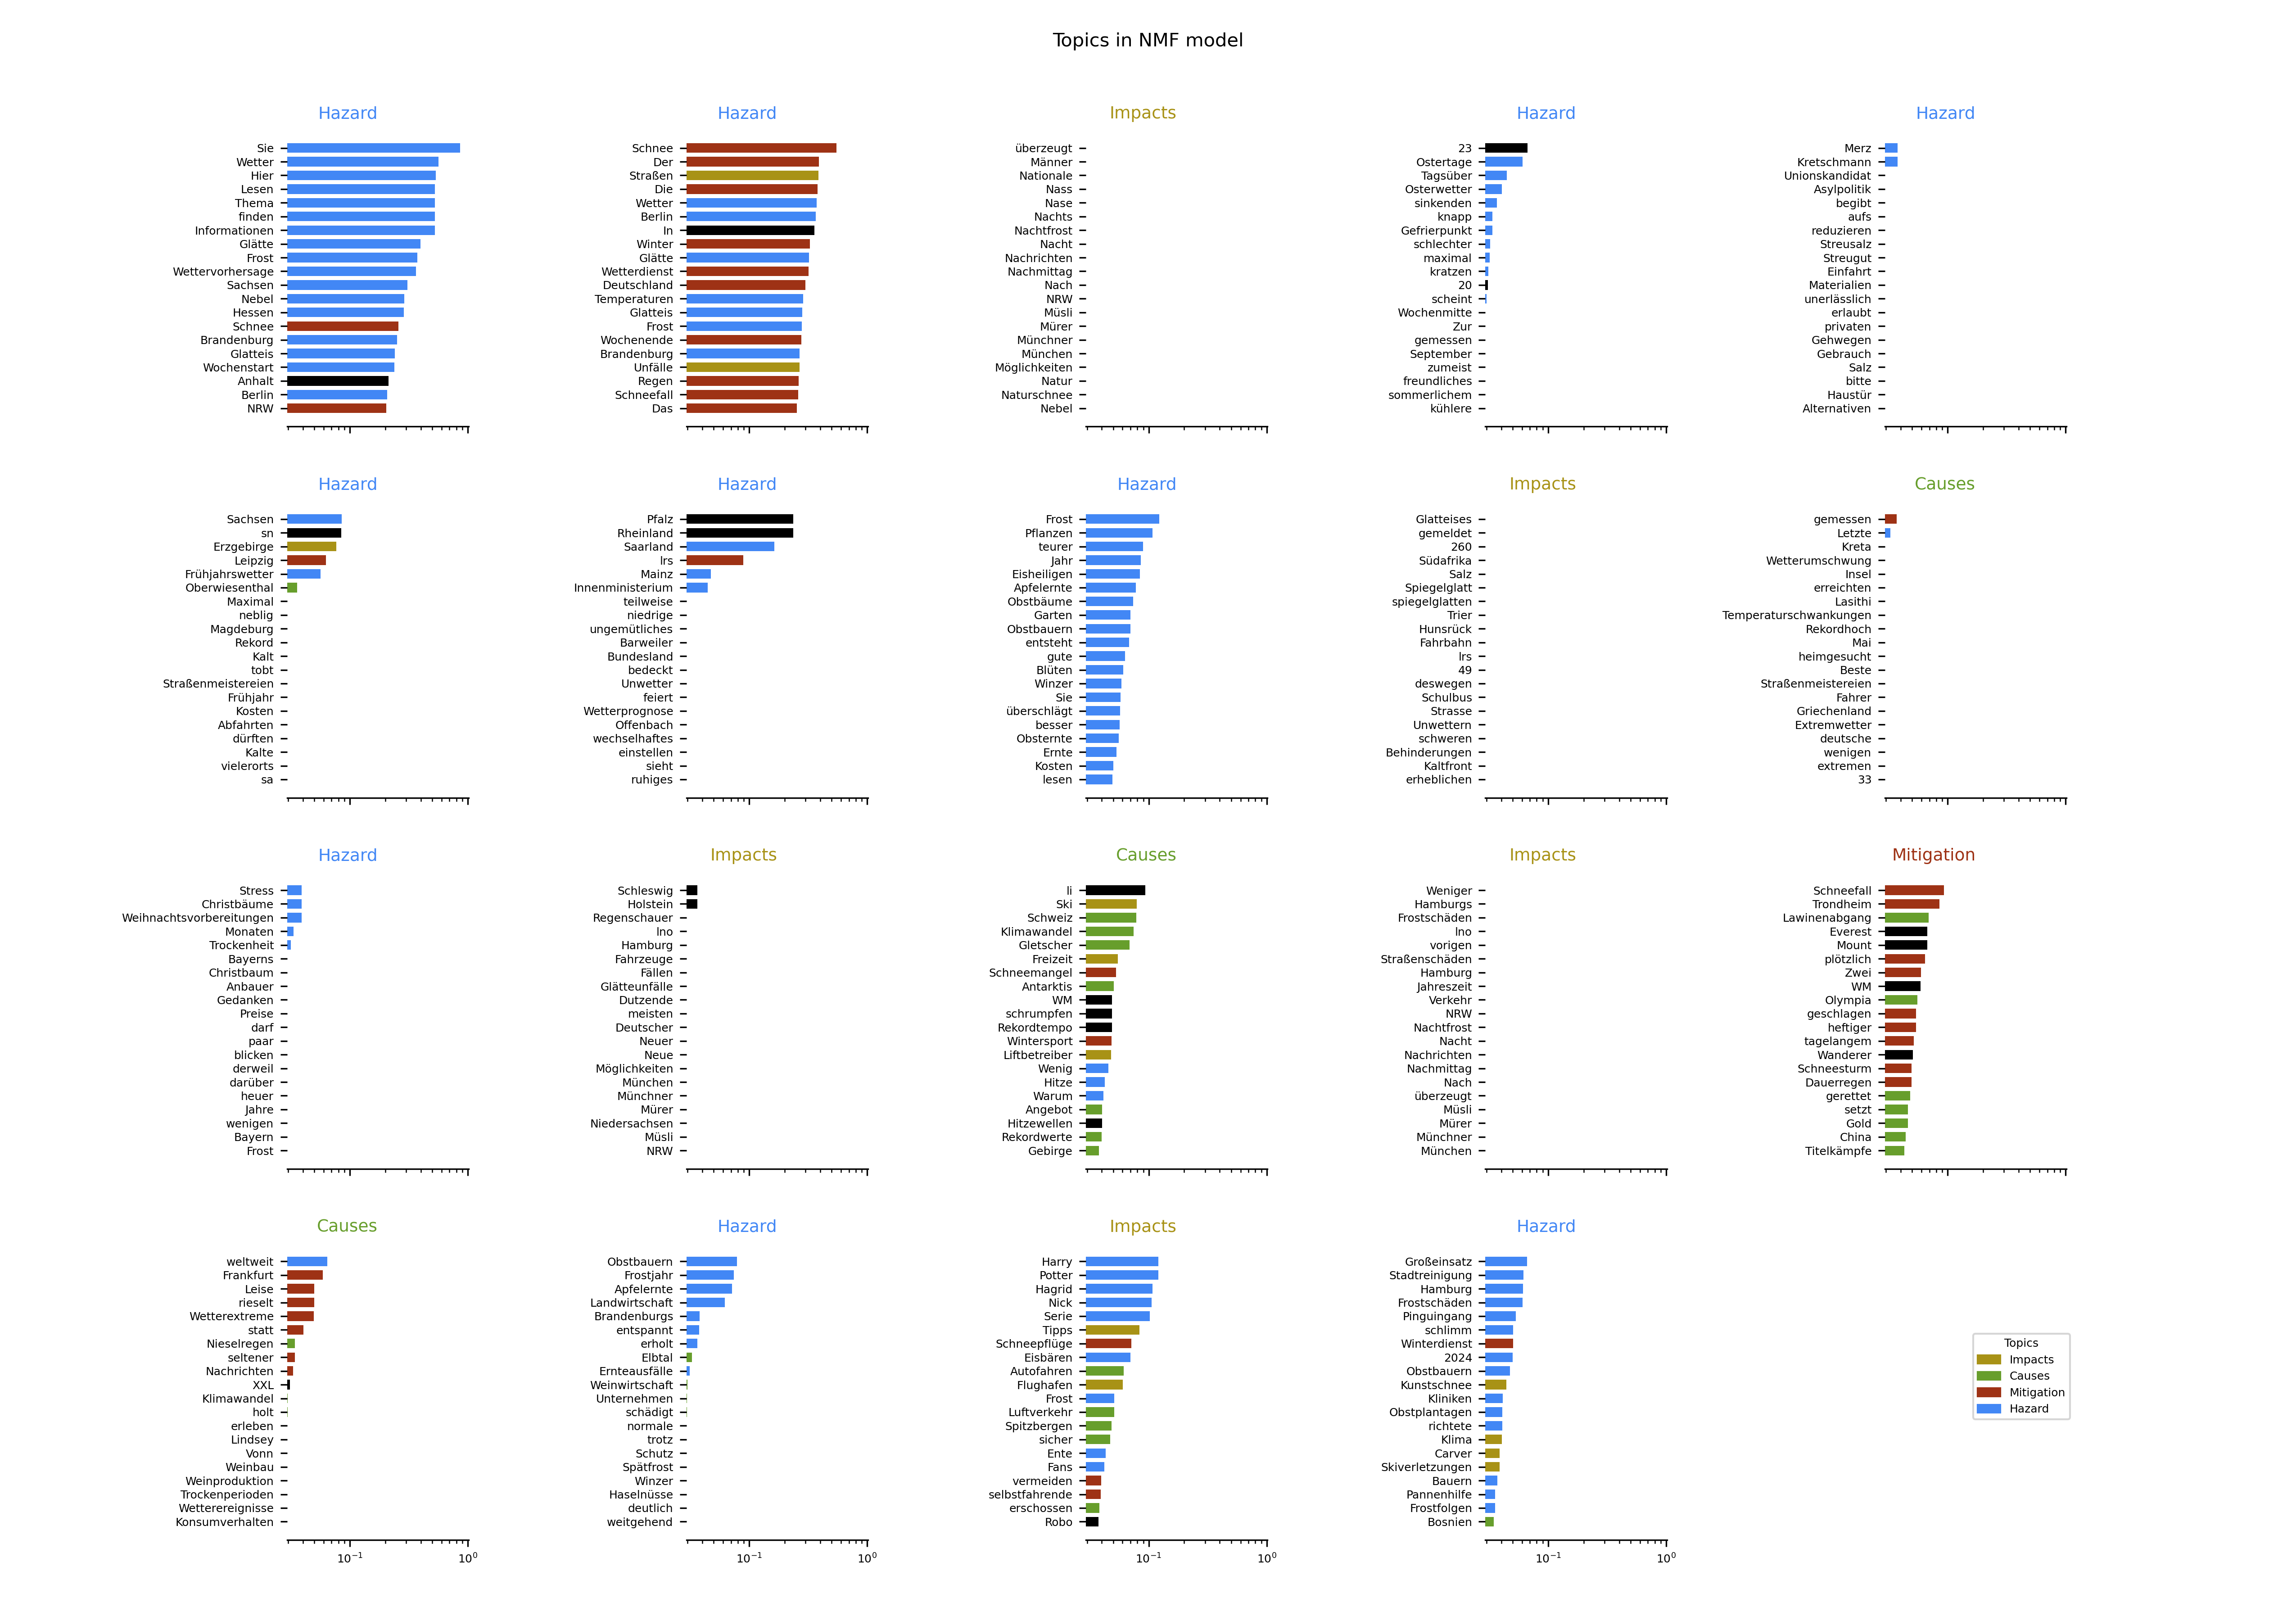 Topics in NMF model
Hazard
Sie
Wetter
Hier
Lesen
Thema
finden
Informationen
Glätte
Frost
Wettervorhersage
Sachsen
Nebel
Hessen
Schnee
Brandenburg
Glatteis
Wochenstart
Anhalt
Berlin
NRW
Hazard
Schnee
Der
Straßen
Die
Wetter
Berlin
In
Winter
Glätte
Wetterdienst
Deutschland
Temperaturen
Glatteis
Frost
Wochenende
Brandenburg
Unfälle
Regen
Schneefall
Das
Impacts
überzeugt
Männer
Nationale
Nass
Nase
Nachts
Nachtfrost
Nacht
Nachrichten
Nachmittag
Nach
NRW
Müsli
Mürer
Münchner
München
Möglichkeiten
Natur
Naturschnee
Nebel
Hazard
23
Ostertage
Tagsüber
Osterwetter
sinkenden
knapp
Gefrierpunkt
schlechter
maximal
kratzen
20
scheint
Wochenmitte
Zur
gemessen
September
zumeist
freundliches
sommerlichem
kühlere
Hazard
Merz
Kretschmann
Unionskandidat
Asylpolitik
begibt
aufs
reduzieren
Streusalz
Streugut
Einfahrt
Materialien
unerlässlich
erlaubt
privaten
Gehwegen
Gebrauch
Salz
bitte
Haustür
Alternativen
Hazard
Sachsen
sn
Erzgebirge
Leipzig
Frühjahrswetter
Oberwiesenthal
Maximal
neblig
Magdeburg
Rekord
Kalt
tobt
Straßenmeistereien
Frühjahr
Kosten
Abfahrten
dürften
Kalte
vielerorts
sa
Hazard
Pfalz
Rheinland
Saarland
lrs
Mainz
Innenministerium
teilweise
niedrige
ungemütliches
Barweiler
Bundesland
bedeckt
Unwetter
feiert
Wetterprognose
Offenbach
wechselhaftes
einstellen
sieht
ruhiges
Hazard
Frost
Pflanzen
teurer
Jahr
Eisheiligen
Apfelernte
Obstbäume
Garten
Obstbauern
entsteht
gute
Blüten
Winzer
Sie
überschlägt
besser
Obsternte
Ernte
Kosten
lesen
Impacts
Glatteises
gemeldet
260
Südafrika
Salz
Spiegelglatt
spiegelglatten
Trier
Hunsrück
Fahrbahn
lrs
49
deswegen
Schulbus
Strasse
Unwettern
schweren
Behinderungen
Kaltfront
erheblichen
Causes
gemessen
Letzte
Kreta
Wetterumschwung
Insel
erreichten
Lasithi
Temperaturschwankungen
Rekordhoch
Mai
heimgesucht
Beste
Straßenmeistereien
Fahrer
Griechenland
Extremwetter
deutsche
wenigen
extremen
33
Hazard
Stress
Christbäume
Weihnachtsvorbereitungen
Monaten
Trockenheit
Bayerns
Christbaum
Anbauer
Gedanken
Preise
darf
paar
blicken
derweil
darüber
heuer
Jahre
wenigen
Bayern
Frost
Impacts
Schleswig
Holstein
Regenschauer
lno
Hamburg
Fahrzeuge
Fällen
Glätteunfälle
Dutzende
meisten
Deutscher
Neuer
Neue
Möglichkeiten
München
Münchner
Mürer
Niedersachsen
Müsli
NRW
Causes
li
Ski
Schweiz
Klimawandel
Gletscher
Freizeit
Schneemangel
Antarktis
WM
schrumpfen
Rekordtempo
Wintersport
Liftbetreiber
Wenig
Hitze
Warum
Angebot
Hitzewellen
Rekordwerte
Gebirge
Impacts
Weniger
Hamburgs
Frostschäden
lno
vorigen
Straßenschäden
Hamburg
Jahreszeit
Verkehr
NRW
Nachtfrost
Nacht
Nachrichten
Nachmittag
Nach
überzeugt
Müsli
Mürer
Münchner
München
Mitigation
Schneefall
Trondheim
Lawinenabgang
Everest
Mount
plötzlich
Zwei
WM
Olympia
geschlagen
heftiger
tagelangem
Wanderer
Schneesturm
Dauerregen
gerettet
setzt
Gold
China
Titelkämpfe
Causes
weltweit
Frankfurt
Leise
rieselt
Wetterextreme
statt
Nieselregen
seltener
Nachrichten
XXL
Klimawandel
holt
erleben
Lindsey
Vonn
Weinbau
Weinproduktion
Trockenperioden
Wetterereignisse
Konsumverhalten
10⁻¹ 10⁰
Hazard
Obstbauern
Frostjahr
Apfelernte
Landwirtschaft
Brandenburgs
entspannt
erholt
Elbtal
Ernteausfälle
Weinwirtschaft
Unternehmen
schädigt
normale
trotz
Schutz
Spätfrost
Winzer
Haselnüsse
deutlich
weitgehend
10⁻¹ 10⁰
Impacts
Harry
Potter
Hagrid
Nick
Serie
Tipps
Schneepflüge
Eisbären
Autofahren
Flughafen
Frost
Luftverkehr
Spitzbergen
sicher
Ente
Fans
vermeiden
selbstfahrende
erschossen
Robo
10⁻¹ 10⁰
Hazard
Großeinsatz
Stadtreinigung
Hamburg
Frostschäden
Pinguingang
schlimm
Winterdienst
2024
Obstbauern
Kunstschnee
Kliniken
Obstplantagen
richtete
Klima
Carver
Skiverletzungen
Bauern
Pannenhilfe
Frostfolgen
Bosnien
10⁻¹ 10⁰
Topics
Impacts
Causes
Mitigation
Hazard